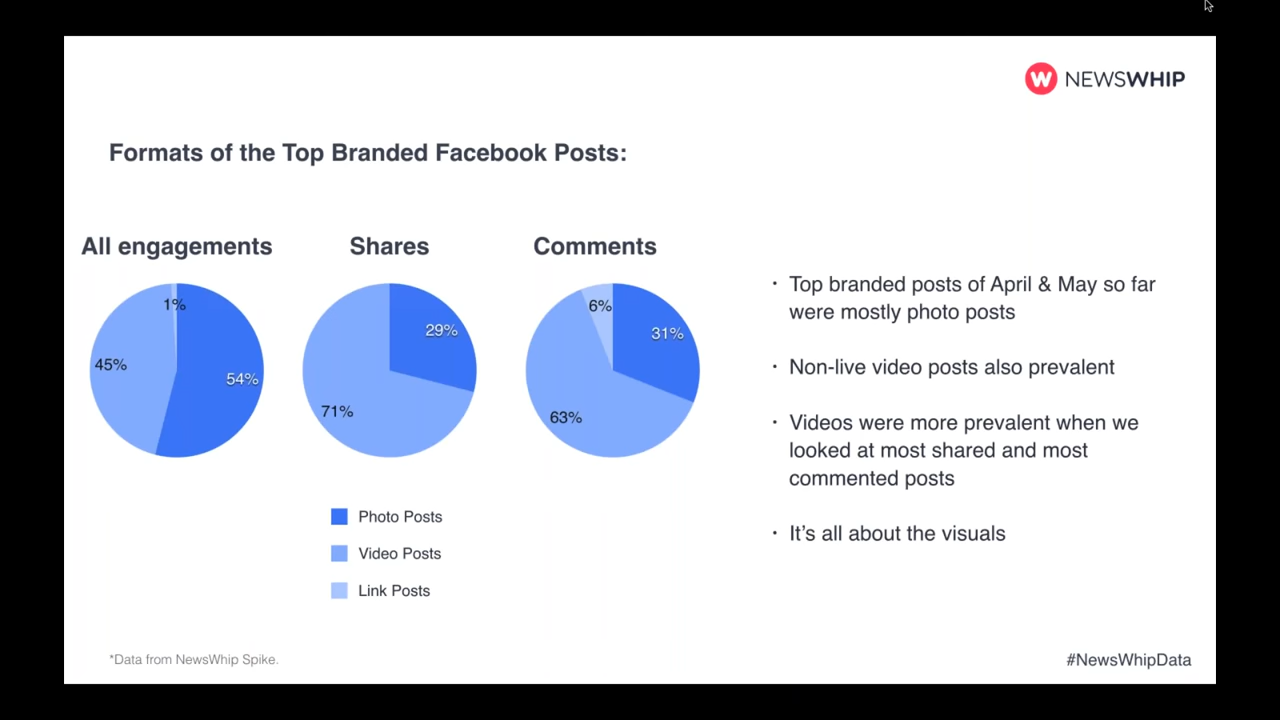 NEWSWHIP
Formats of the Top Branded Facebook Posts:
All engagements
1%
45%
54%
Shares
29%
71%
Comments
6%
31%
63%
Photo Posts
Video Posts
Link Posts
· Top branded posts of April & May so far
were mostly photo posts
· Non-live video posts also prevalent
· Videos were more prevalent when we
looked at most shared and most
commented posts
· It’s all about the visuals
*Data from NewsWhip Spike.
#NewsWhipData